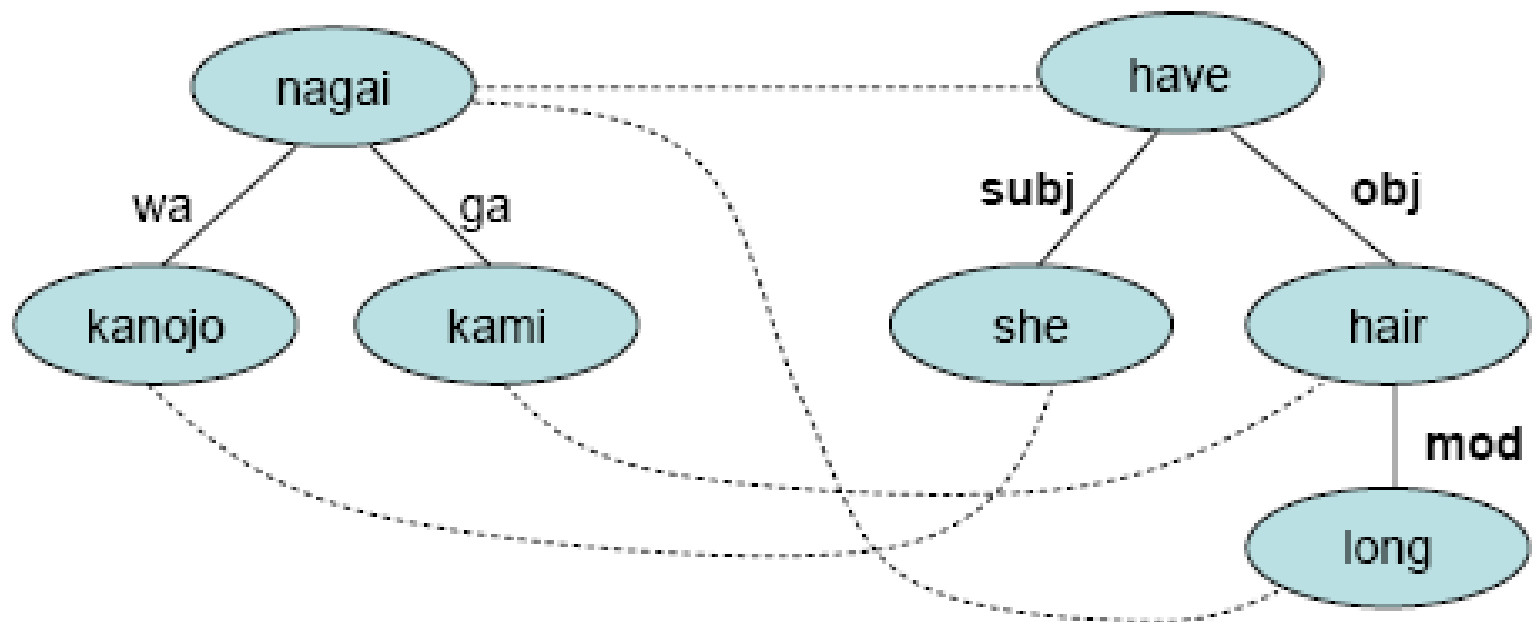 nagai
have
wa
ga
subj
obj
kanojo
kami
she
hair
mod
long